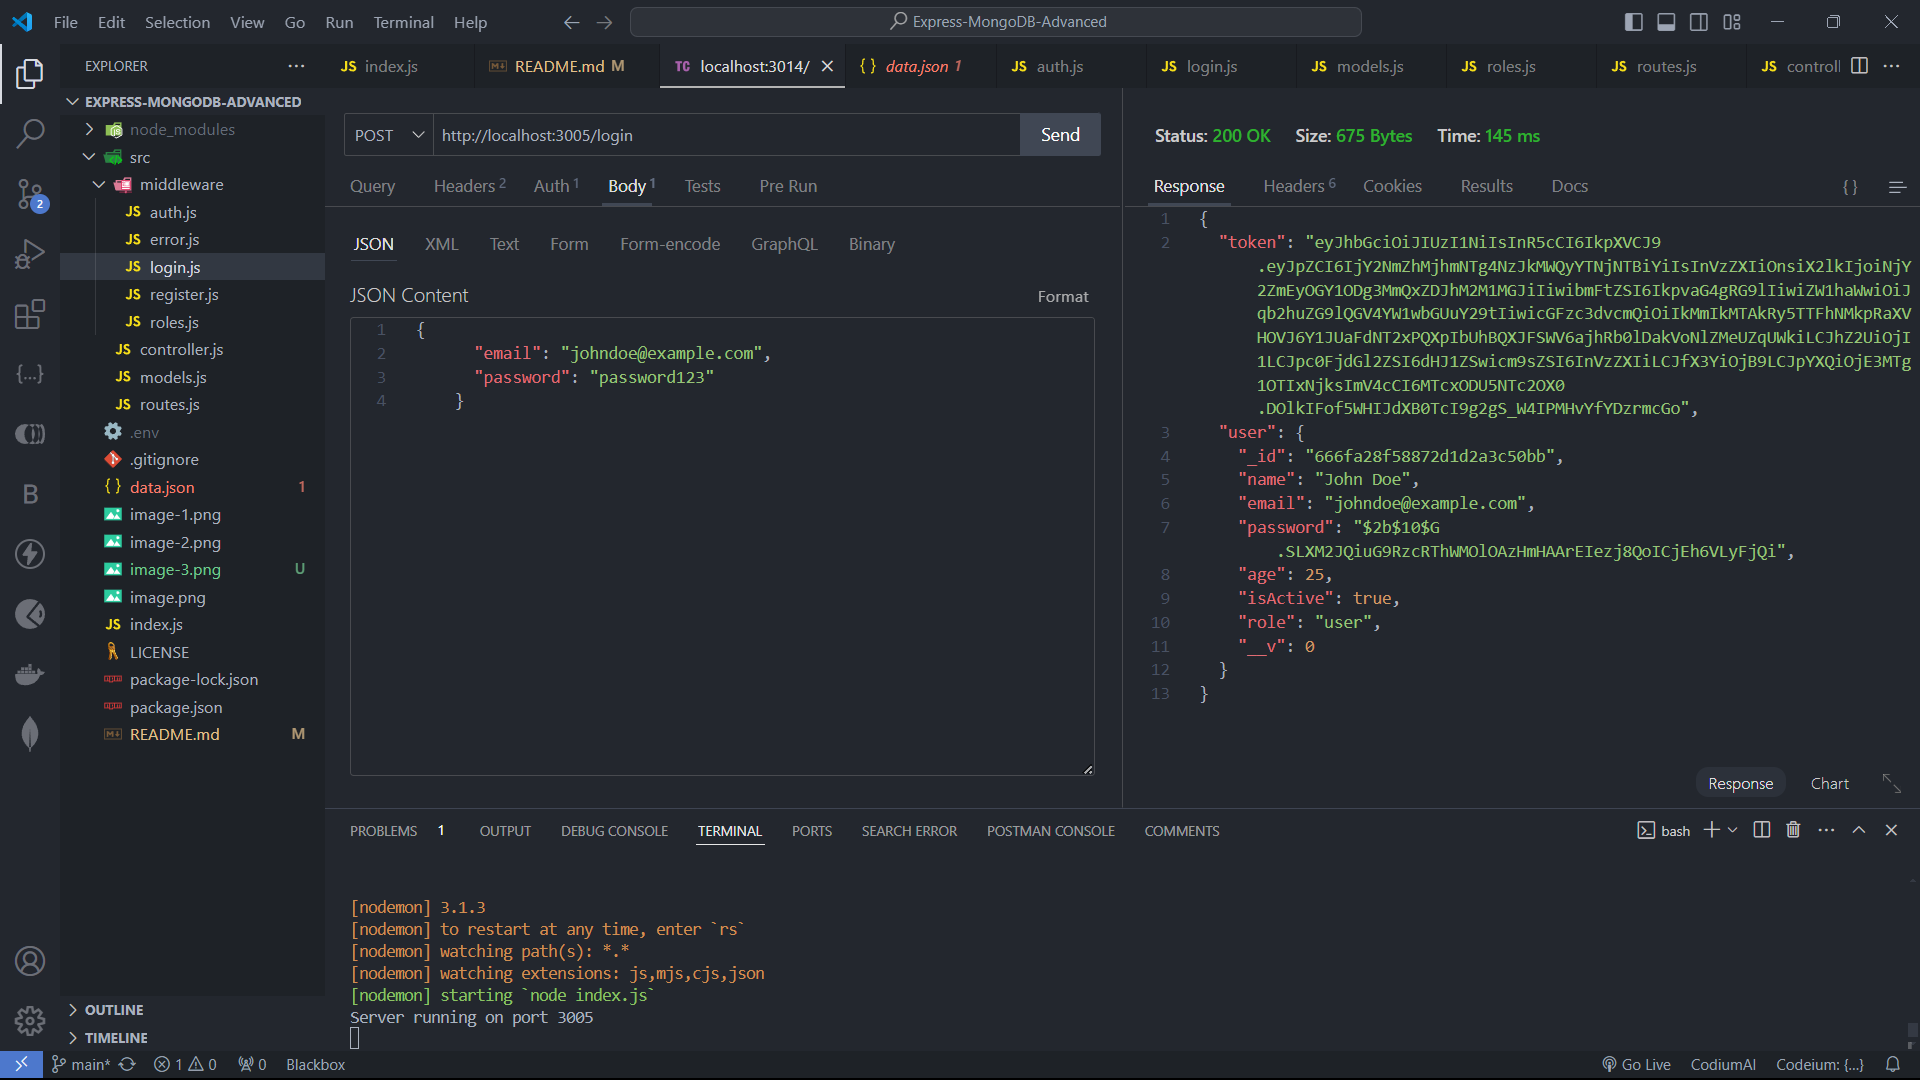 File Edit Selection View Go Run Terminal Help
Express-MongoDB-Advanced
EXPLORER
JS index.js
README.md M
TC localhost:3014/
{} data.json 1
JS auth.js
JS login.js
JS models.js
JS roles.js
JS routes.js
JS controll
EXPRESS-MONGODB-ADVANCED
node_modules
src
middleware
JS auth.js
JS error.js
JS login.js
JS register.js
JS roles.js
JS controller.js
JS models.js
JS routes.js
.env
.gitignore
{} data.json 1
image-1.png
image-2.png
image-3.png U
image.png
JS index.js
LICENSE
package-lock.json
package.json
README.md M
OUTLINE
TIMELINE
2
{...}
B
POST http://localhost:3005/login Send
Query Headers 2 Auth 1 Body 1 Tests Pre Run
JSON XML Text Form Form-encode GraphQL Binary
JSON Content Format
1 {
2 "email": "johndoe@example.com",
3 "password": "password123"
4 }
Status: 200 OK Size: 675 Bytes Time: 145 ms
Response Headers 6 Cookies Results Docs {}
1 {
2 "token": "eyJhbGciOiJIUzI1NiIsInR5cCI6IkpXVCJ9
.eyJpZCI6IjY2NmZhMjhmNTg4NzJkMWQyYTNjNTBiYiIsInVzZXIiOnsiX2lkIjoiNjY
2ZmEyOGY1ODg3MmQxZDJhM2M1MGJiIiwibmFtZSI6IkpvaG4gRG9lIiwiZW1haWwiOiJ
qb2huZG9lQGV4YW1wbGUuY29tIiwicGFzc3dvcmQiOiIkMmIkMTAkRy5TTFhNMkpRaXV
HOVJ6Y1JUaFdNT2xPQXpIbUhBQXJFSWV6ajhRb0lDakVoNlZMeUZqUWkiLCJhZ2UiOjI
1LCJpc0FjdGl2ZSI6dHJ1ZSwicm9sZSI6InVzZXIiLCJfX3YiOjB9LCJpYXQiOjE3MTg
1OTIxNjksImV4cCI6MTcxODU5NTc2OX0
.DOlkIFof5WHIJdXB0TcI9g2gS_W4IPMHvYfYDzrmcGo",
3 "user": {
4 "_id": "666fa28f58872d1d2a3c50bb",
5 "name": "John Doe",
6 "email": "johndoe@example.com",
7 "password": "$2b$10$G
.SLXM2JQiuG9RzcRThWMOlOAzHmHAArEIezj8QoICjEh6VLyFjQi",
8 "age": 25,
9 "isActive": true,
10 "role": "user",
11 "__v": 0
12 }
13 }
Response Chart
PROBLEMS 1 OUTPUT DEBUG CONSOLE TERMINAL PORTS SEARCH ERROR POSTMAN CONSOLE COMMENTS
bash
[nodemon] 3.1.3
[nodemon] to restart at any time, enter `rs`
[nodemon] watching path(s): *.*
[nodemon] watching extensions: js,mjs,cjs,json
[nodemon] starting `node index.js`
Server running on port 3005
main* 1 0 0 Blackbox
Go Live CodiumAI Codeium: {...}